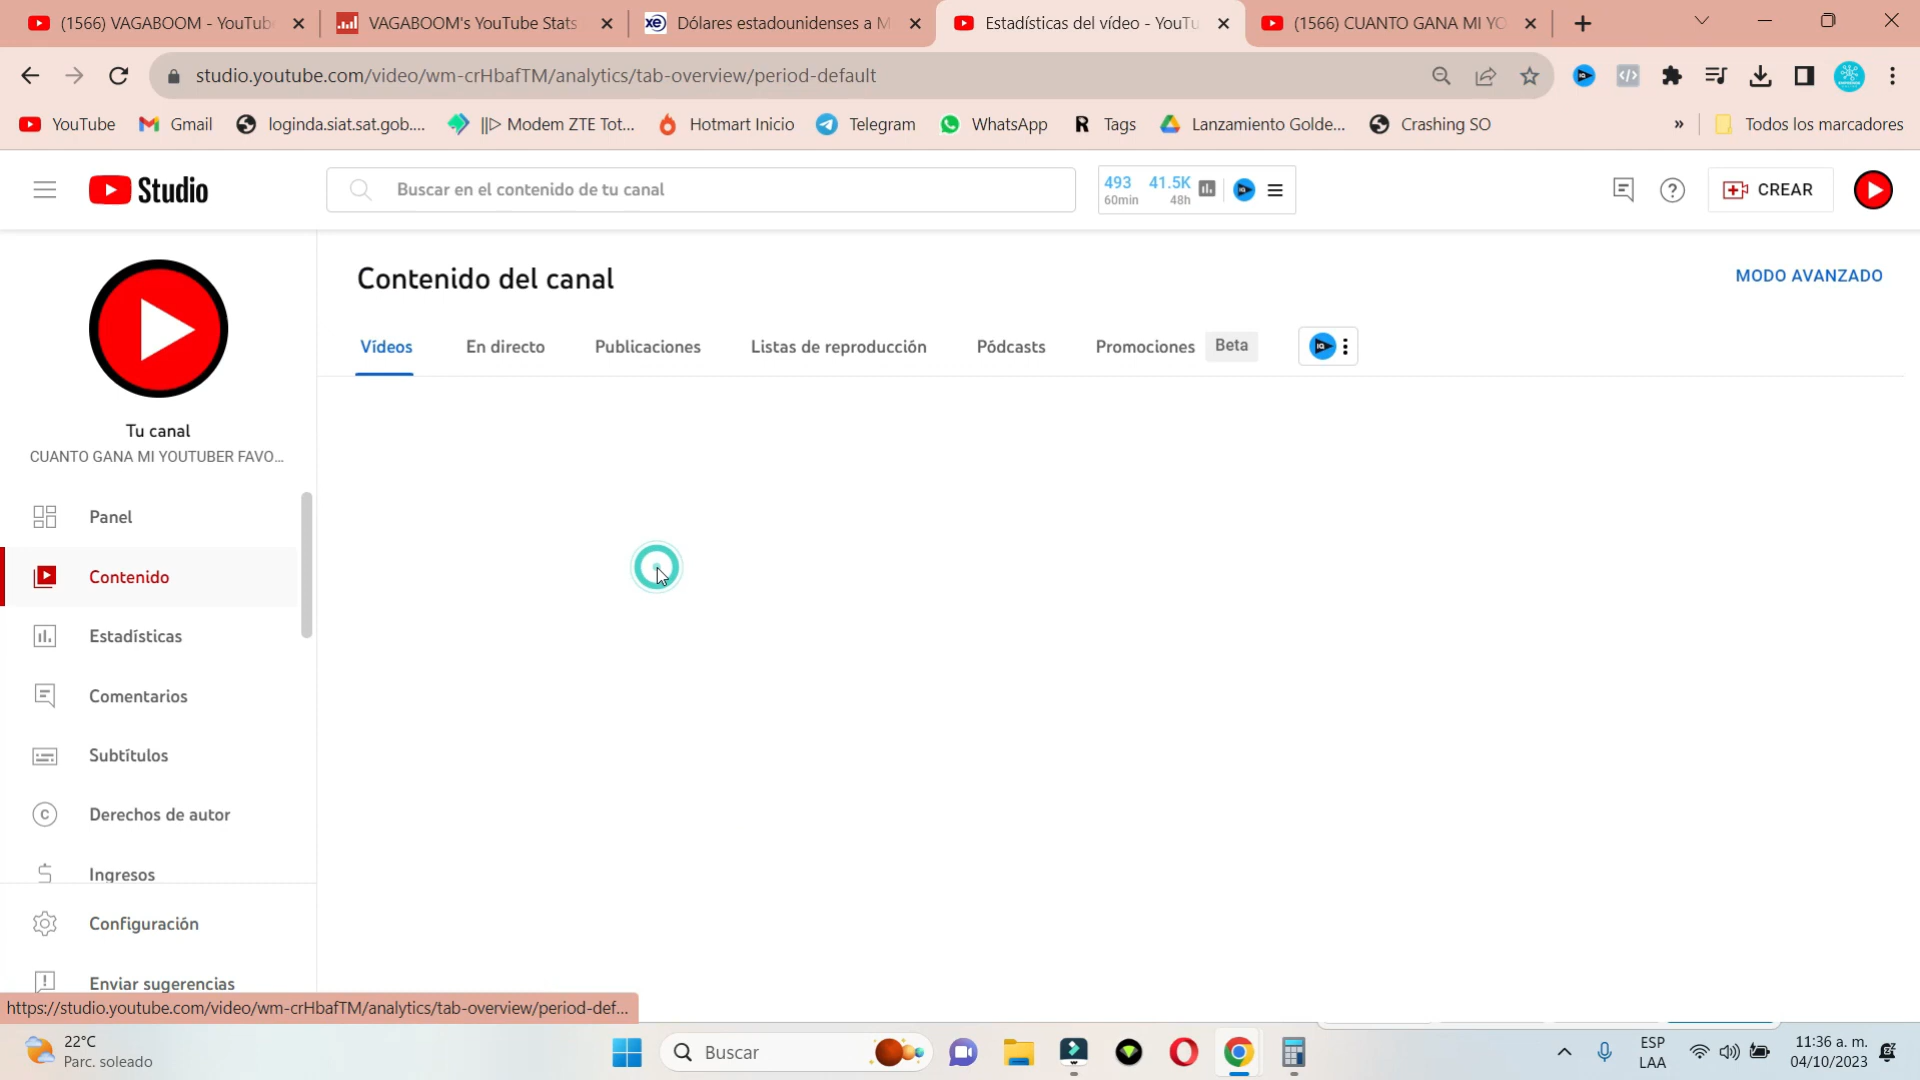 (1566) VAGABOOM - YouTub
VAGABOOM's YouTube Stats
xe Dólares estadounidenses a M
Estadísticas del vídeo - YouTu
(1566) CUANTO GANA MI YO
studio.youtube.com/video/wm-crHbafTM/analytics/tab-overview/period-default
YouTube
Gmail
loginda.siat.sat.gob....
||▷ Modem ZTE Tot...
Hotmart Inicio
Telegram
WhatsApp
R Tags
Lanzamiento Golde...
Crashing SO
»
Todos los marcadores
Studio
Buscar en el contenido de tu canal
493 41.5K
60min 48h
CREAR
Contenido del canal
MODO AVANZADO
Vídeos
En directo
Publicaciones
Listas de reproducción
Pódcasts
Promociones Beta
IQ
Tu canal
CUANTO GANA MI YOUTUBER FAVO...
Panel
Contenido
Estadísticas
Comentarios
Subtítulos
Derechos de autor
Ingresos
Configuración
Enviar sugerencias
https://studio.youtube.com/video/wm-crHbafTM/analytics/tab-overview/period-def...
22°C
Parc. soleado
Buscar
ESP
LAA
11:36 a. m.
04/10/2023